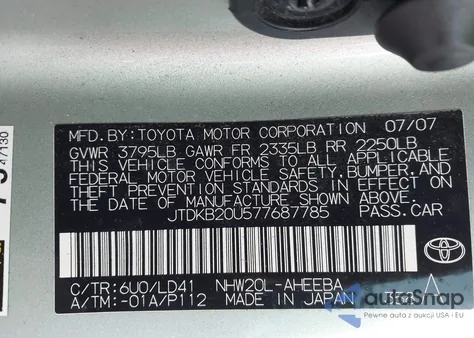 MFD.BY:TOYOTA MOTOR CORPORATION 07/07
GVWR 3795LB GAWR FR 2335LB RR 2250LB
THIS VEHICLE CONFORMS TO ALL APPLICABLE
FEDERAL MOTOR VEHICLE SAFETY,BUMPER,AND
THEFT PREVENTION STANDARDS IN EFFECT ON
THE DATE OF MANUFACTURE SHOWN ABOVE.
JTDKB20U577687785 PASS.CAR
C/TR:6U0/LD41 NHW20L-AHEEBA
A/TM:-01A/P112 MADE IN JAPAN
TOYOTA
autoSnap
Pewne auta z aukcji USA i EU